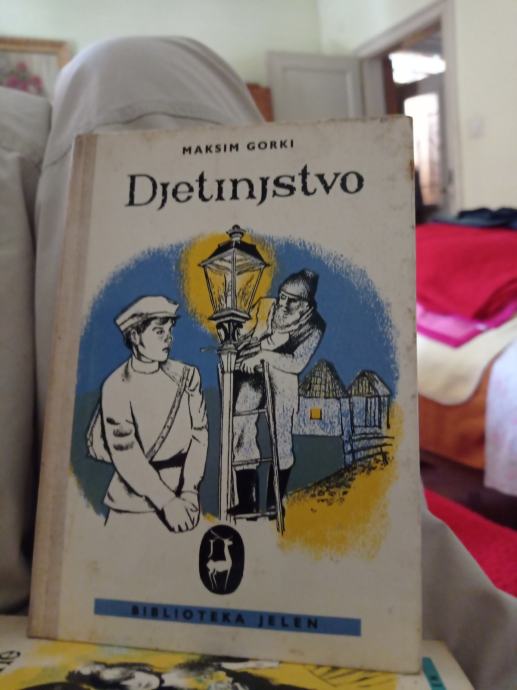 MAKSIM GORKI
Djetinjstvo
BIBLIOTEKA JELEN